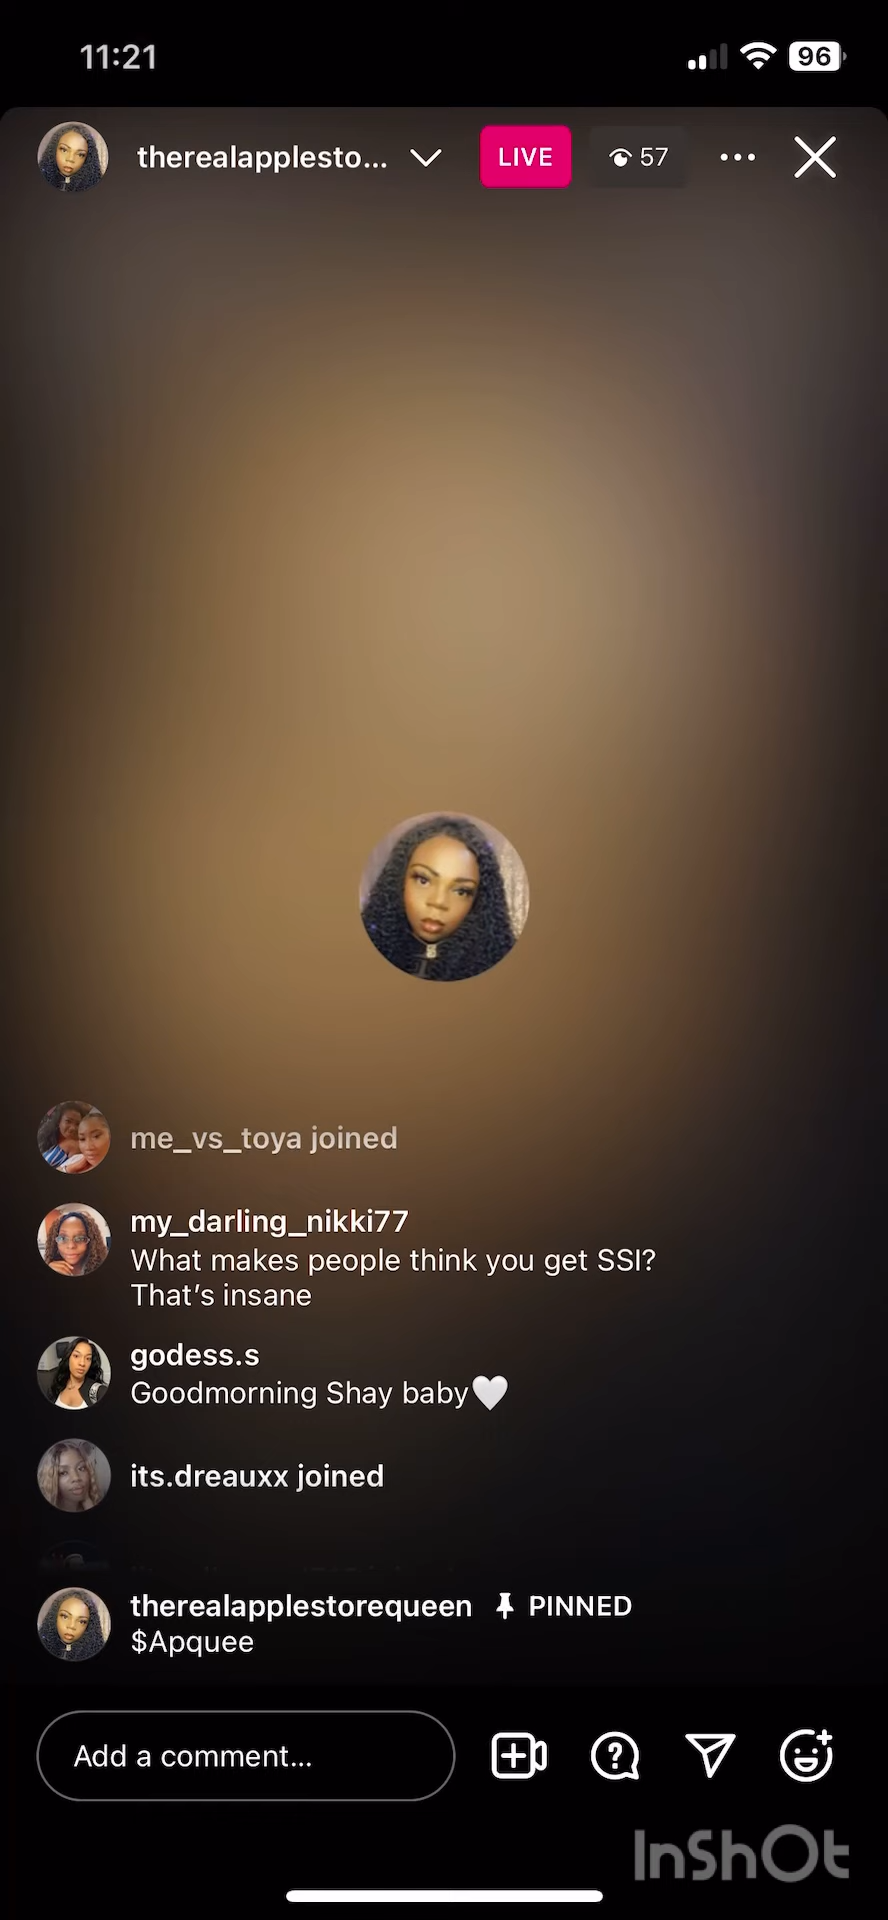 11:21
96
therealapplesto...
LIVE
57
me_vs_toya joined
my_darling_nikki77
What makes people think you get SSI?
That's insane
godess.s
Goodmorning Shay baby🤍
its.dreauxx joined
therealapplestorequeen PINNED
$Apquee
Add a comment...
InShOt